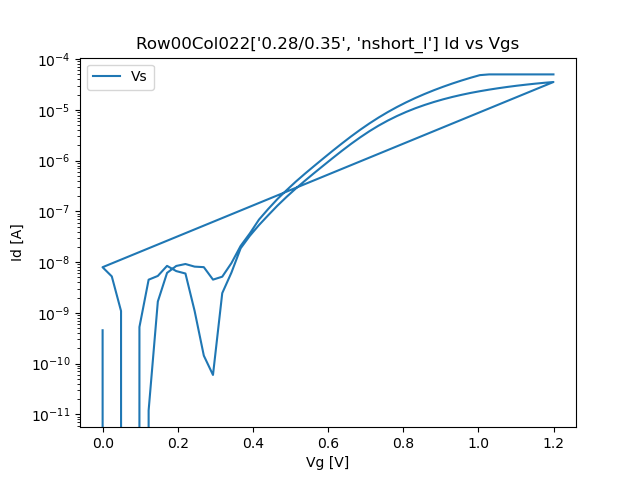 Row00Col022['0.28/0.35', 'nshort_l'] Id vs Vgs
Vs
10⁻⁴
10⁻⁵
10⁻⁶
10⁻⁷
10⁻⁸
10⁻⁹
10⁻¹⁰
10⁻¹¹
Id [A]
0.0 0.2 0.4 0.6 0.8 1.0 1.2
Vg [V]